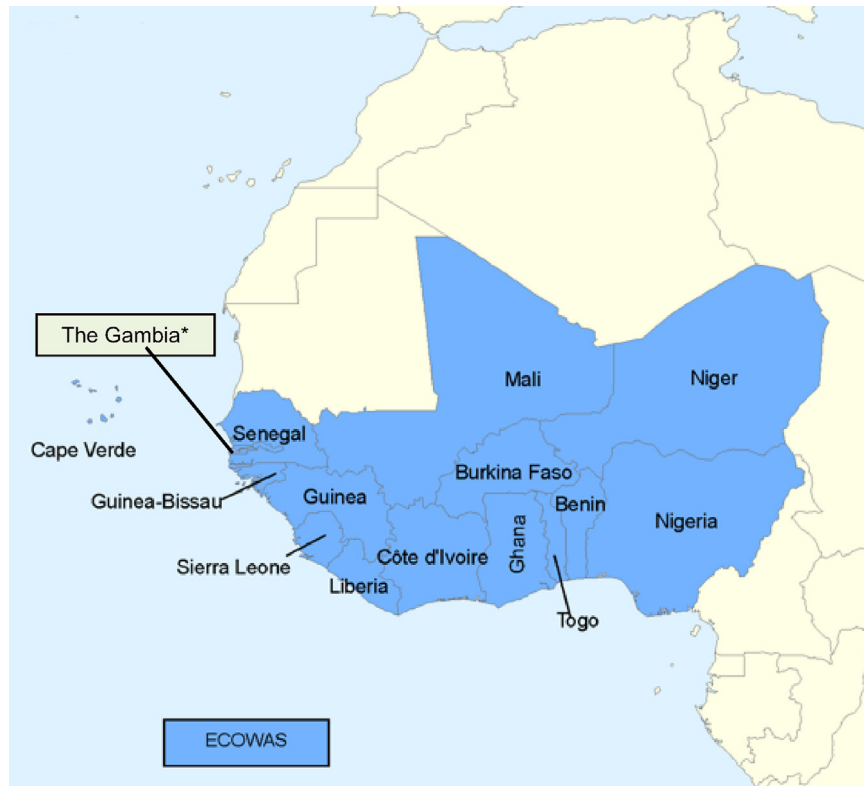 The Gambia*
Mali
Niger
Cape Verde
Senegal
Guinea-Bissau
Guinea
Burkina Faso
Benin
Nigeria
Sierra Leone
Liberia
Côte d'Ivoire
Ghana
Togo
ECOWAS